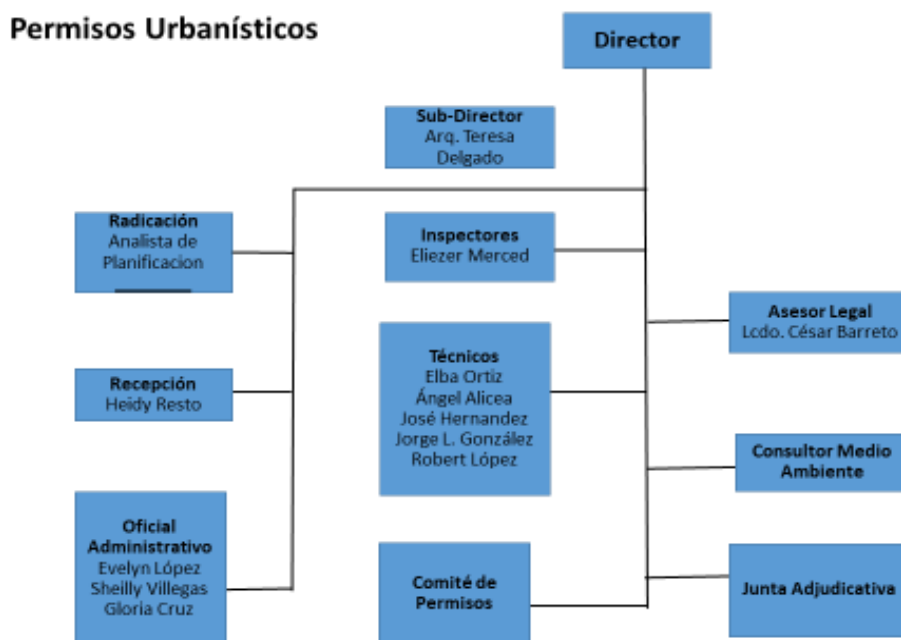 Permisos Urbanísticos
Director
Sub-Director
Arq. Teresa
Delgado
Radicación
Analista de
Planificacion
Inspectores
Eliezer Merced
Asesor Legal
Lcdo. César Barreto
Técnicos
Elba Ortiz
Ángel Alicea
José Hernandez
Jorge L. González
Robert López
Recepción
Heidy Resto
Consultor Medio
Ambiente
Oficial
Administrativo
Evelyn López
Sheilly Villegas
Gloria Cruz
Comité de
Permisos
Junta Adjudicativa